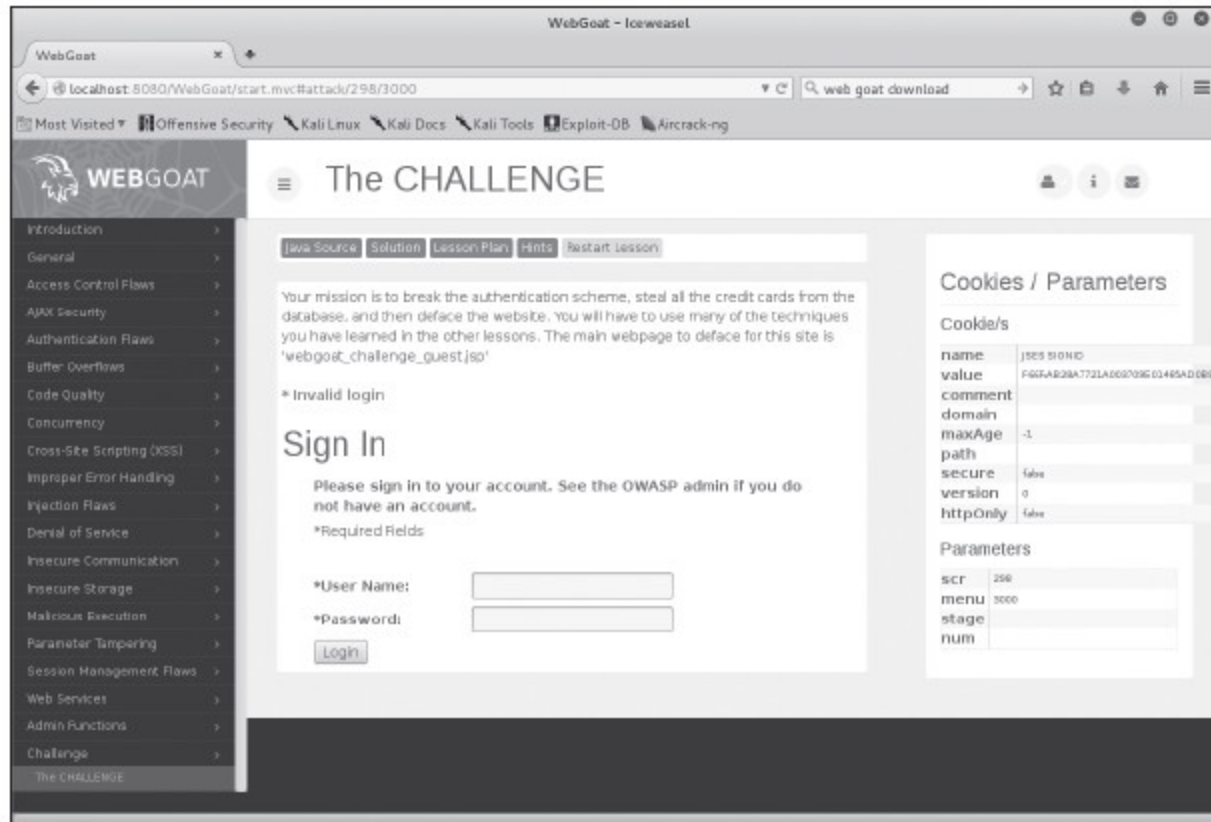 WebGoat - Iceweasel
WebGoat
localhost:8080/WebGoat/start.mvc#attack/298/3000
web goat download
Most Visited
Offensive Security
Kali Linux
Kali Docs
Kali Tools
Exploit-DB
Aircrack-ng
WEBGOAT
The CHALLENGE
Introduction
General
Access Control Flaws
AJAX Security
Authentication Flaws
Buffer Overflows
Code Quality
Concurrency
Cross-Site Scripting (XSS)
Improper Error Handling
Injection Flaws
Denial of Service
Insecure Communication
Insecure Storage
Malicious Execution
Parameter Tampering
Session Management Flaws
Web Services
Admin Functions
Challenge
The CHALLENGE
Java Source Solution Lesson Plan Hints Restart Lesson
Your mission is to break the authentication scheme, steal all the credit cards from the
database, and then deface the website. You will have to use many of the techniques
you have learned in the other lessons. The main webpage to deface for this site is
'webgoat_challenge_guest.jsp'
* Invalid login
Sign In
Please sign in to your account. See the OWASP admin if you do
not have an account.
*Required Fields
*User Name:
*Password:
Login
Cookies / Parameters
Cookie/s
name JSESSIONID
value
comment
domain
maxAge -1
path
secure false
version 0
httpOnly false
Parameters
scr 298
menu 3000
stage
num